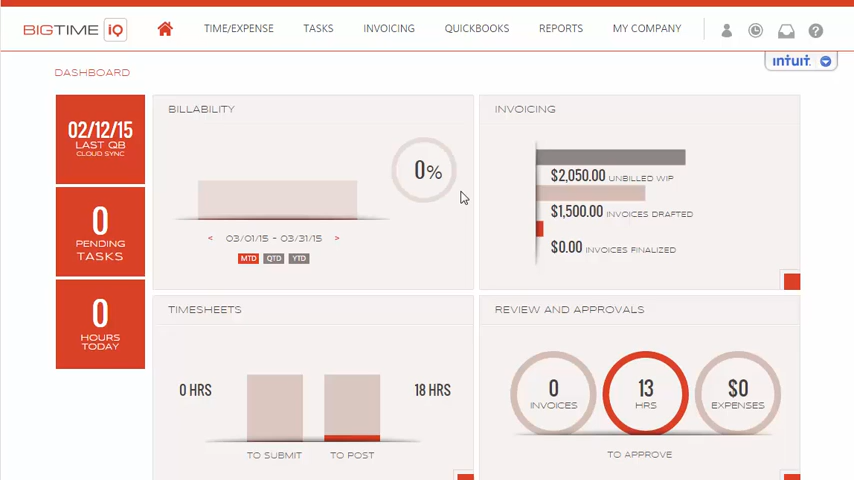 BIGTIME iQ
TIME/EXPENSE TASKS INVOICING QUICKBOOKS REPORTS MY COMPANY
?
intuit.
DASHBOARD
02/12/15
LAST QB
CLOUD SYNC
0
PENDING
TASKS
0
HOURS
TODAY
BILLABILITY
0%
< 03/01/15 - 03/31/15 >
MTD QTD YTD
INVOICING
$2,050.00 UNBILLED WIP
$1,500.00 INVOICES DRAFTED
$0.00 INVOICES FINALIZED
TIMESHEETS
0 HRS
18 HRS
TO SUBMIT
TO POST
REVIEW AND APPROVALS
0
INVOICES
13
HRS
$0
EXPENSES
TO APPROVE